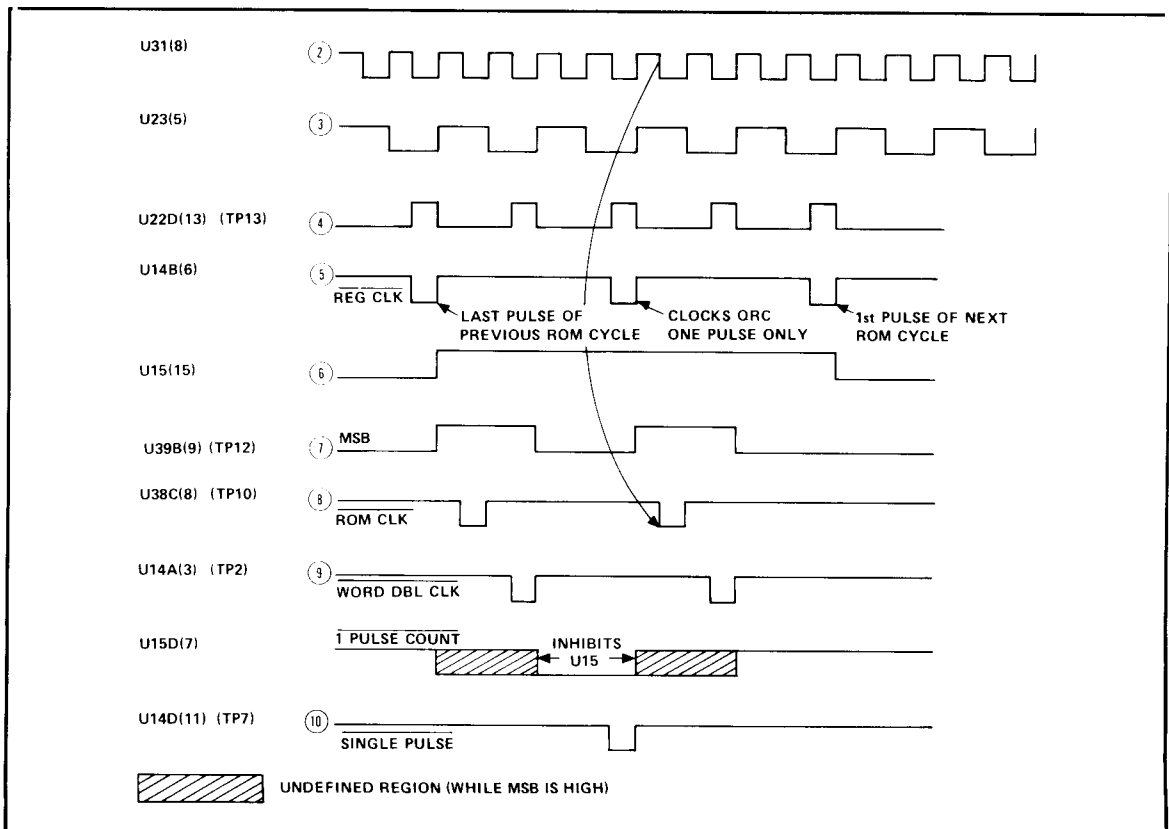 U31(8) 2
U23(5) 3
U22D(13) (TP13) 4
U14B(6) 5
REG CLK
LAST PULSE OF
PREVIOUS ROM CYCLE
CLOCKS QRC
ONE PULSE ONLY
1st PULSE OF NEXT
ROM CYCLE
U15(15) 6
U39B(9) (TP12) 7 MSB
U38C(8) (TP10) 8
ROM CLK
U14A(3) (TP2) 9
WORD DBL CLK
U15D(7) 1 PULSE COUNT
INHIBITS
U15
U14D(11) (TP7) 10
SINGLE PULSE
UNDEFINED REGION (WHILE MSB IS HIGH)